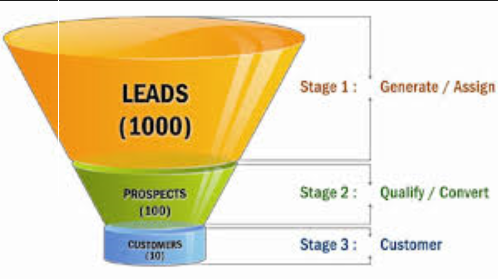 LEADS
(1000)
Stage 1 : Generate / Assign
PROSPECTS
(100)
Stage 2 : Qualify / Convert
CUSTOMERS
(10)
Stage 3 : Customer